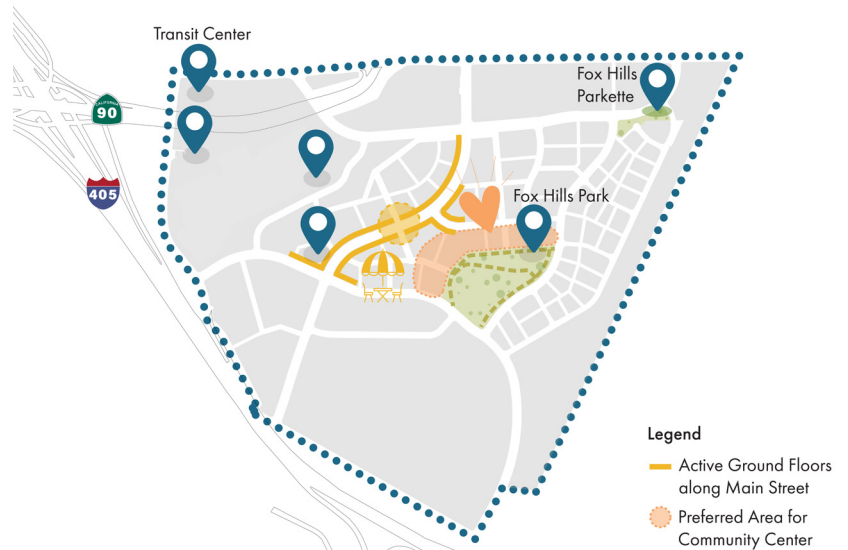 Transit Center
Fox Hills
Parkette
CALIFORNIA
90
405
Fox Hills Park
Legend
Active Ground Floors
along Main Street
Preferred Area for
Community Center